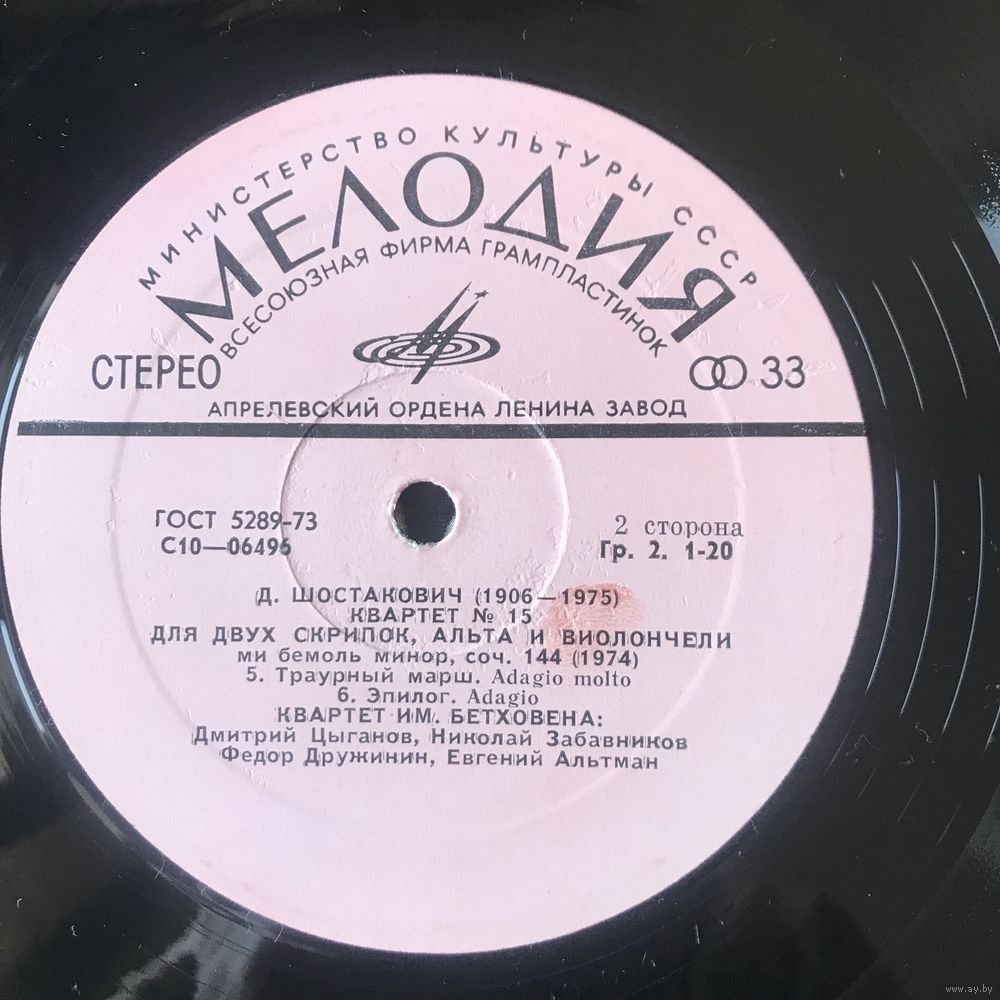 МИНИСТЕРСТВО КУЛЬТУРЫ СССР
МЕЛОДИЯ
ВСЕСОЮЗНАЯ ФИРМА ГРАМПЛАСТИНОК
СТЕРЕО
33
АПРЕЛЕВСКИЙ ОРДЕНА ЛЕНИНА ЗАВОД
ГОСТ 5289-73
2 сторона
С10—06496
Гр. 2. 1-20
Д. ШОСТАКОВИЧ (1906—1975)
КВАРТЕТ № 15
ДЛЯ ДВУХ СКРИПОК, АЛЬТА И ВИОЛОНЧЕЛИ
ми бемоль минор, соч. 144 (1974)
5. Траурный марш. Adagio molto
6. Эпилог. Adagio
КВАРТЕТ ИМ. БЕТХОВЕНА:
Дмитрий Цыганов, Николай Забавников
Федор Дружинин, Евгений Альтман
www.ay.by